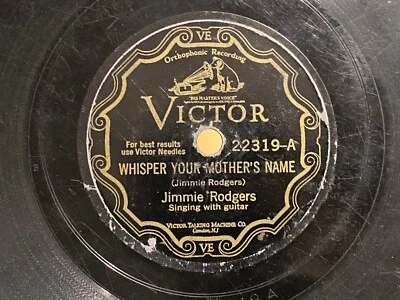 VE
Orthophonic Recording
"HIS MASTER'S VOICE"
VICTOR
For best results
use Victor Needles
22319-A
WHISPER YOUR MOTHER'S NAME
(Jimmie Rodgers)
Jimmie Rodgers
Singing with guitar
VICTOR TALKING MACHINE CO.
Camden, NJ
VE